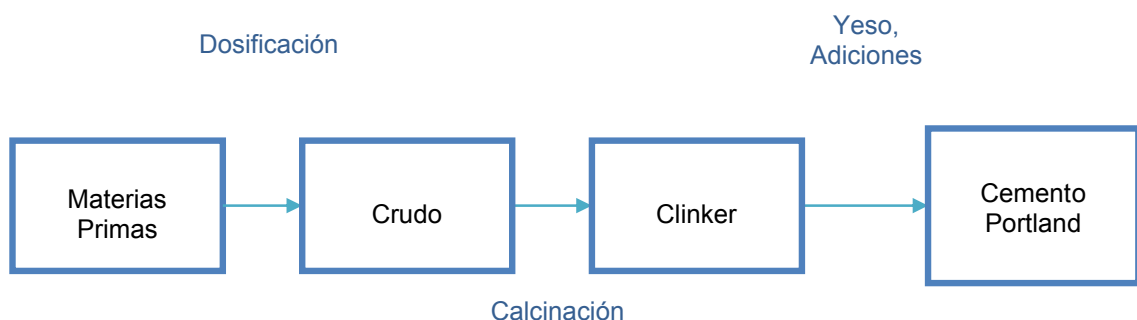 Dosificación
Yeso,
Adiciones
Materias
Primas
Crudo
Clinker
Cemento
Portland
Calcinación